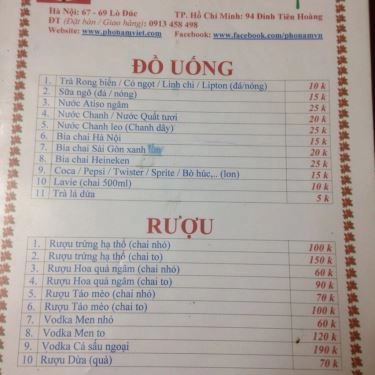 Hà Nội: 67 - 69 Lò Đúc
ĐT (Đặt bàn / Giao hàng): 0913 458 498
TP. Hồ Chí Minh: 94 Đinh Tiên Hoàng
Website: www.phonamviet.com Facebook: www.facebook.com/phonamvn
ĐỒ UỐNG
1. Trà Rong biển / Cỏ ngọt / Linh chi / Lipton (đá/nóng) 10 k
2. Sữa ngô (đá / nóng) 15 k
3. Nước Atiso ngâm 25 k
4. Nước Chanh / Nước Quất tươi 20 k
5. Nước Chanh leo (Chanh dây) 25 k
6. Bia chai Hà Nội 15 k
7. Bia chai Sài Gòn xanh 20 k
8. Bia chai Heineken 25 k
9. Coca / Pepsi / Twister / Sprite / Bò húc,.. (lon) 15 k
10 Lavie (chai 500ml) 10 k
11 Trà lá dứa 5 k
RƯỢU
1. Rượu trứng hạ thổ (chai nhỏ) 100 k
2. Rượu trứng hạ thổ (chai to) 150 k
3. Rượu Hoa quả ngâm (chai nhỏ) 60 k
4. Rượu Hoa quả ngâm (chai to) 90 k
5. Rượu Táo mèo (chai nhỏ) 70 k
6. Rượu Táo mèo (chai to) 100 k
7. Vodka Men nhỏ 60 k
8. Vodka Men to 120 k
9. Vodka Cá sấu ngoại 190 k
10 Rượu Dừa (quả) 70 k